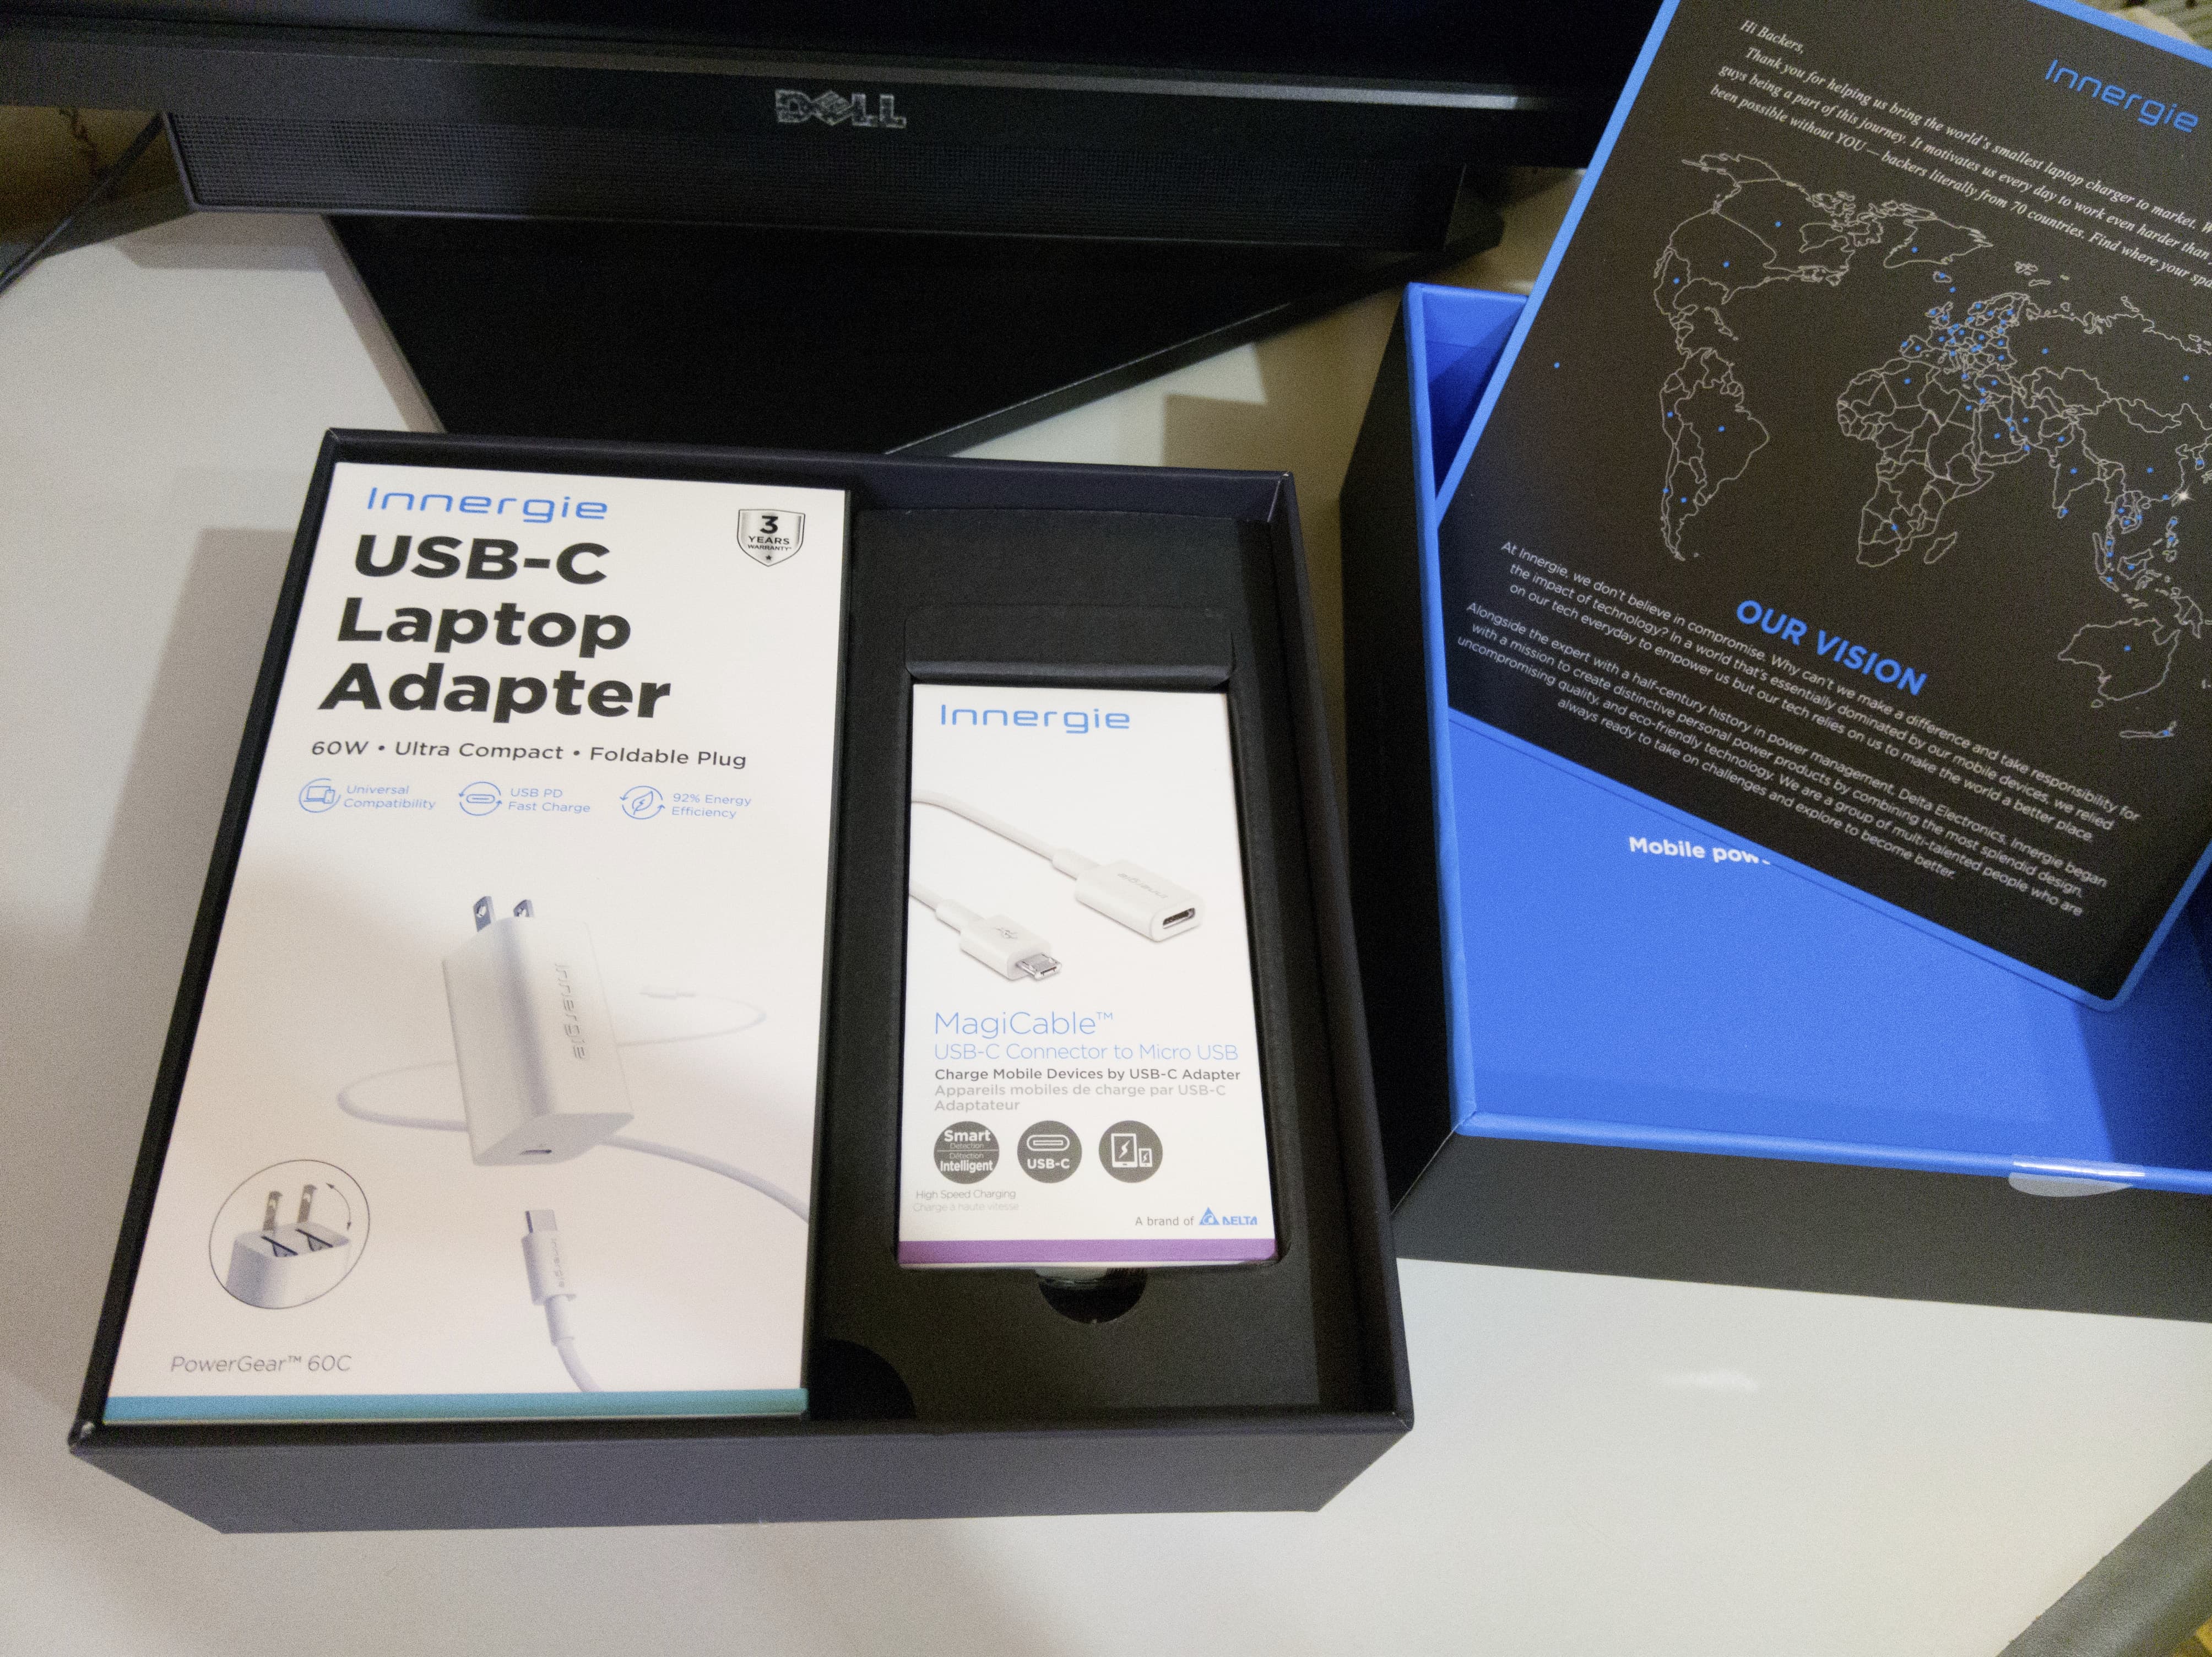 DELL
Innergie
USB-C
Laptop
Adapter
3
YEARS
WARRANTY*
60W • Ultra Compact • Foldable Plug
Universal
Compatibility
USB PD
Fast Charge
92% Energy
Efficiency
Innergie
Innergie
PowerGear™ 60C
Innergie
Innergie
MagiCable™
USB-C Connector to Micro USB
Charge Mobile Devices by USB-C Adapter
Appareils mobiles de charge par USB-C
Adaptateur
Smart
Detection
Détection
Intelligent
USB-C
High Speed Charging
Charge à haute vitesse
A brand of DELTA
Innergie
Hi Backers,
Thank you for helping us bring the world's smallest laptop charger to market.
guys being a part of this journey. It motivates us every day to work even harder than
been possible without YOU — backers literally from 70 countries. Find where your
OUR VISION
At Innergie, we don't believe in compromise. Why can't we make a difference and take responsibility for
the impact of technology? In a world that's essentially dominated by our mobile devices, we relied
on our tech everyday to empower us but our tech relies on us to make the world a better place.
Alongside the expert with a half-century history in power management, Delta Electronics, Innergie began
with a mission to create distinctive personal power products by combining the most splendid design,
uncompromising quality, and eco-friendly technology. We are a group of multi-talented people who are
always ready to take on challenges and explore to become better.
Mobile